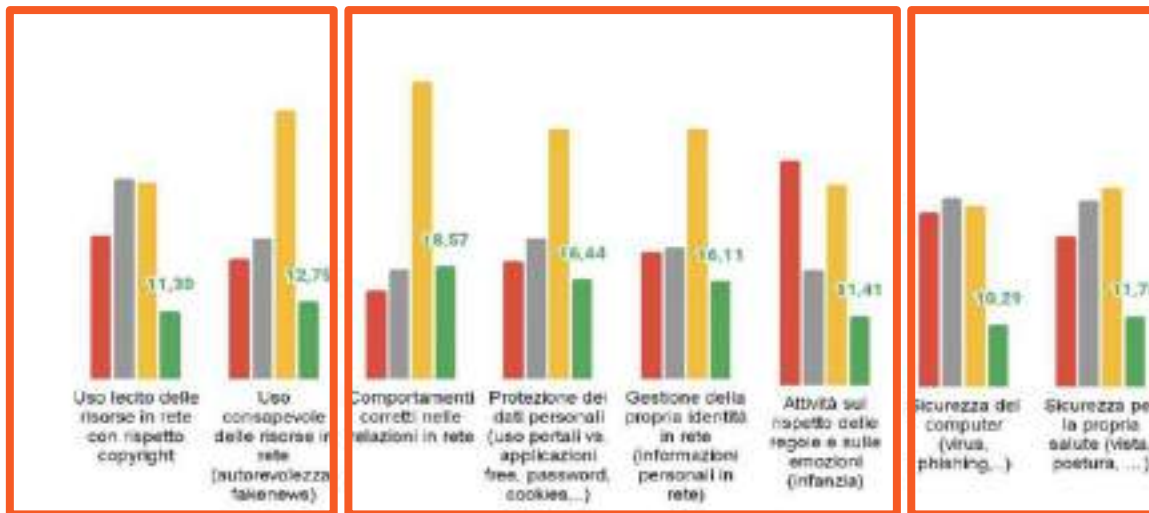 11,30
12,75
18,57
16,44
16,11
11,41
10,29
11,7
Uso lecito delle
risorse in rete
con rispetto
copyright
Uso
consapevole
delle risorse in
rete
(autorevolezza
fakenews)
Comportamenti
corretti nelle
relazioni in rete
Protezione dei
dati personali
(uso portali vs.
applicazioni
free, password,
cookies...)
Gestione della
propria identità
in rete
(informazioni
personali in
rete)
Attività sul
rispetto delle
regole e sulle
emozioni
(infanzia)
Sicurezza del
computer
(virus,
phishing,..)
Sicurezza per
la propria
salute (vista,
postura, ...)